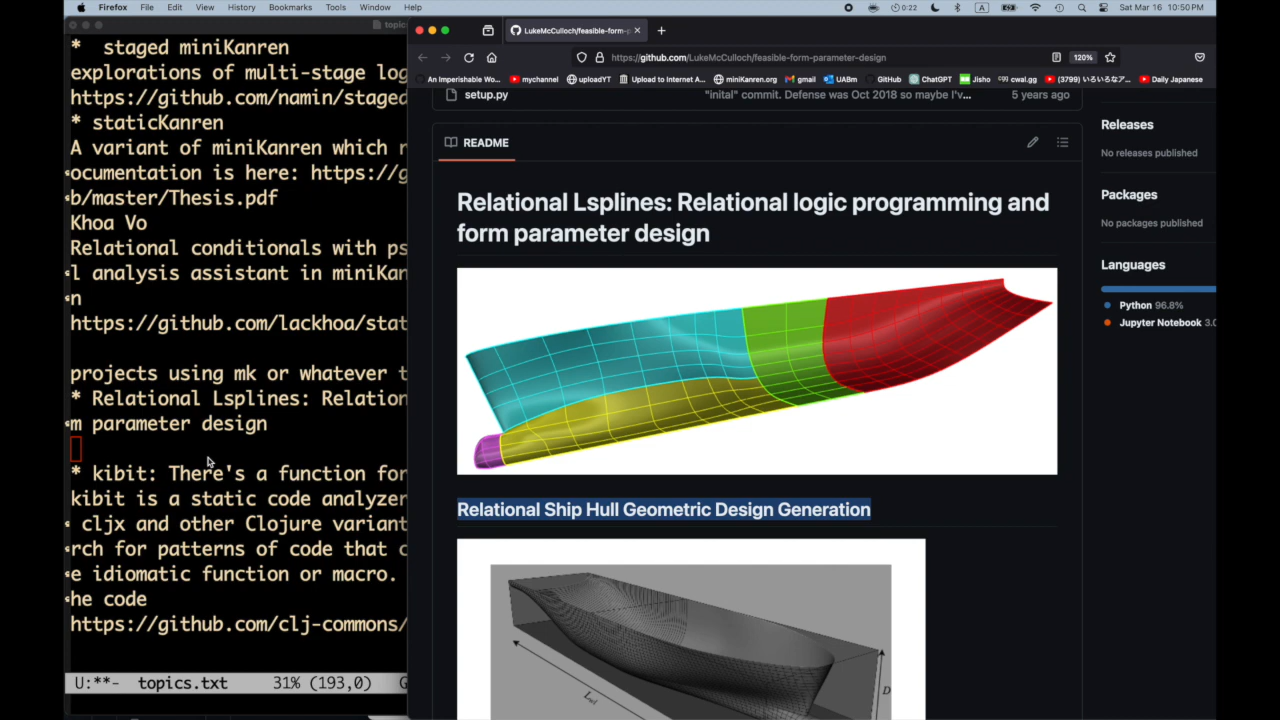 Firefox File Edit View History Bookmarks Tools Window Help
0:22 A Sat Mar 16 10:50 PM
topic
LukeMcCulloch/feasible-form-p
https://github.com/LukeMcCulloch/feasible-form-parameter-design
120%
An Imperishable Wo... mychannel uploadYT Upload to Internet A... miniKanren.org gmail UABm GitHub ChatGPT Jisho cwal.gg (3799) いろいろなア... Daily Japanese
* staged miniKanren
explorations of multi-stage log
https://github.com/namin/staged
* staticKanren
A variant of miniKanren which r
ocumentation is here: https://g
b/master/Thesis.pdf
Khoa Vo
Relational conditionals with ps
l analysis assistant in miniKan
n
https://github.com/lackhoa/stat
projects using mk or whatever t
* Relational Lsplines: Relation
m parameter design
* kibit: There's a function for
kibit is a static code analyzer
cljx and other Clojure variant
rch for patterns of code that c
e idiomatic function or macro.
he code
https://github.com/clj-commons/
U:**- topics.txt 31% (193,0)
setup.py "inital" commit. Defense was Oct 2018 so maybe I'v... 5 years ago
README
Relational Lsplines: Relational logic programming and
form parameter design
Relational Ship Hull Geometric Design Generation
D
Releases
No releases published
Packages
No packages published
Languages
Python 96.8%
Jupyter Notebook 3.0